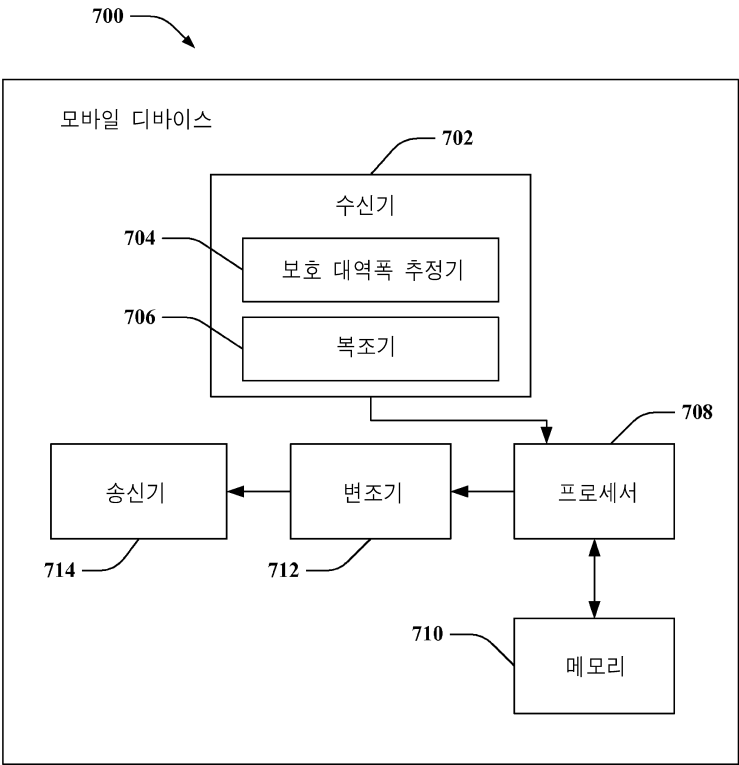 700
모바일 디바이스
702
수신기
704
보호 대역폭 추정기
706
복조기
708
송신기
변조기
프로세서
714
712
710
메모리